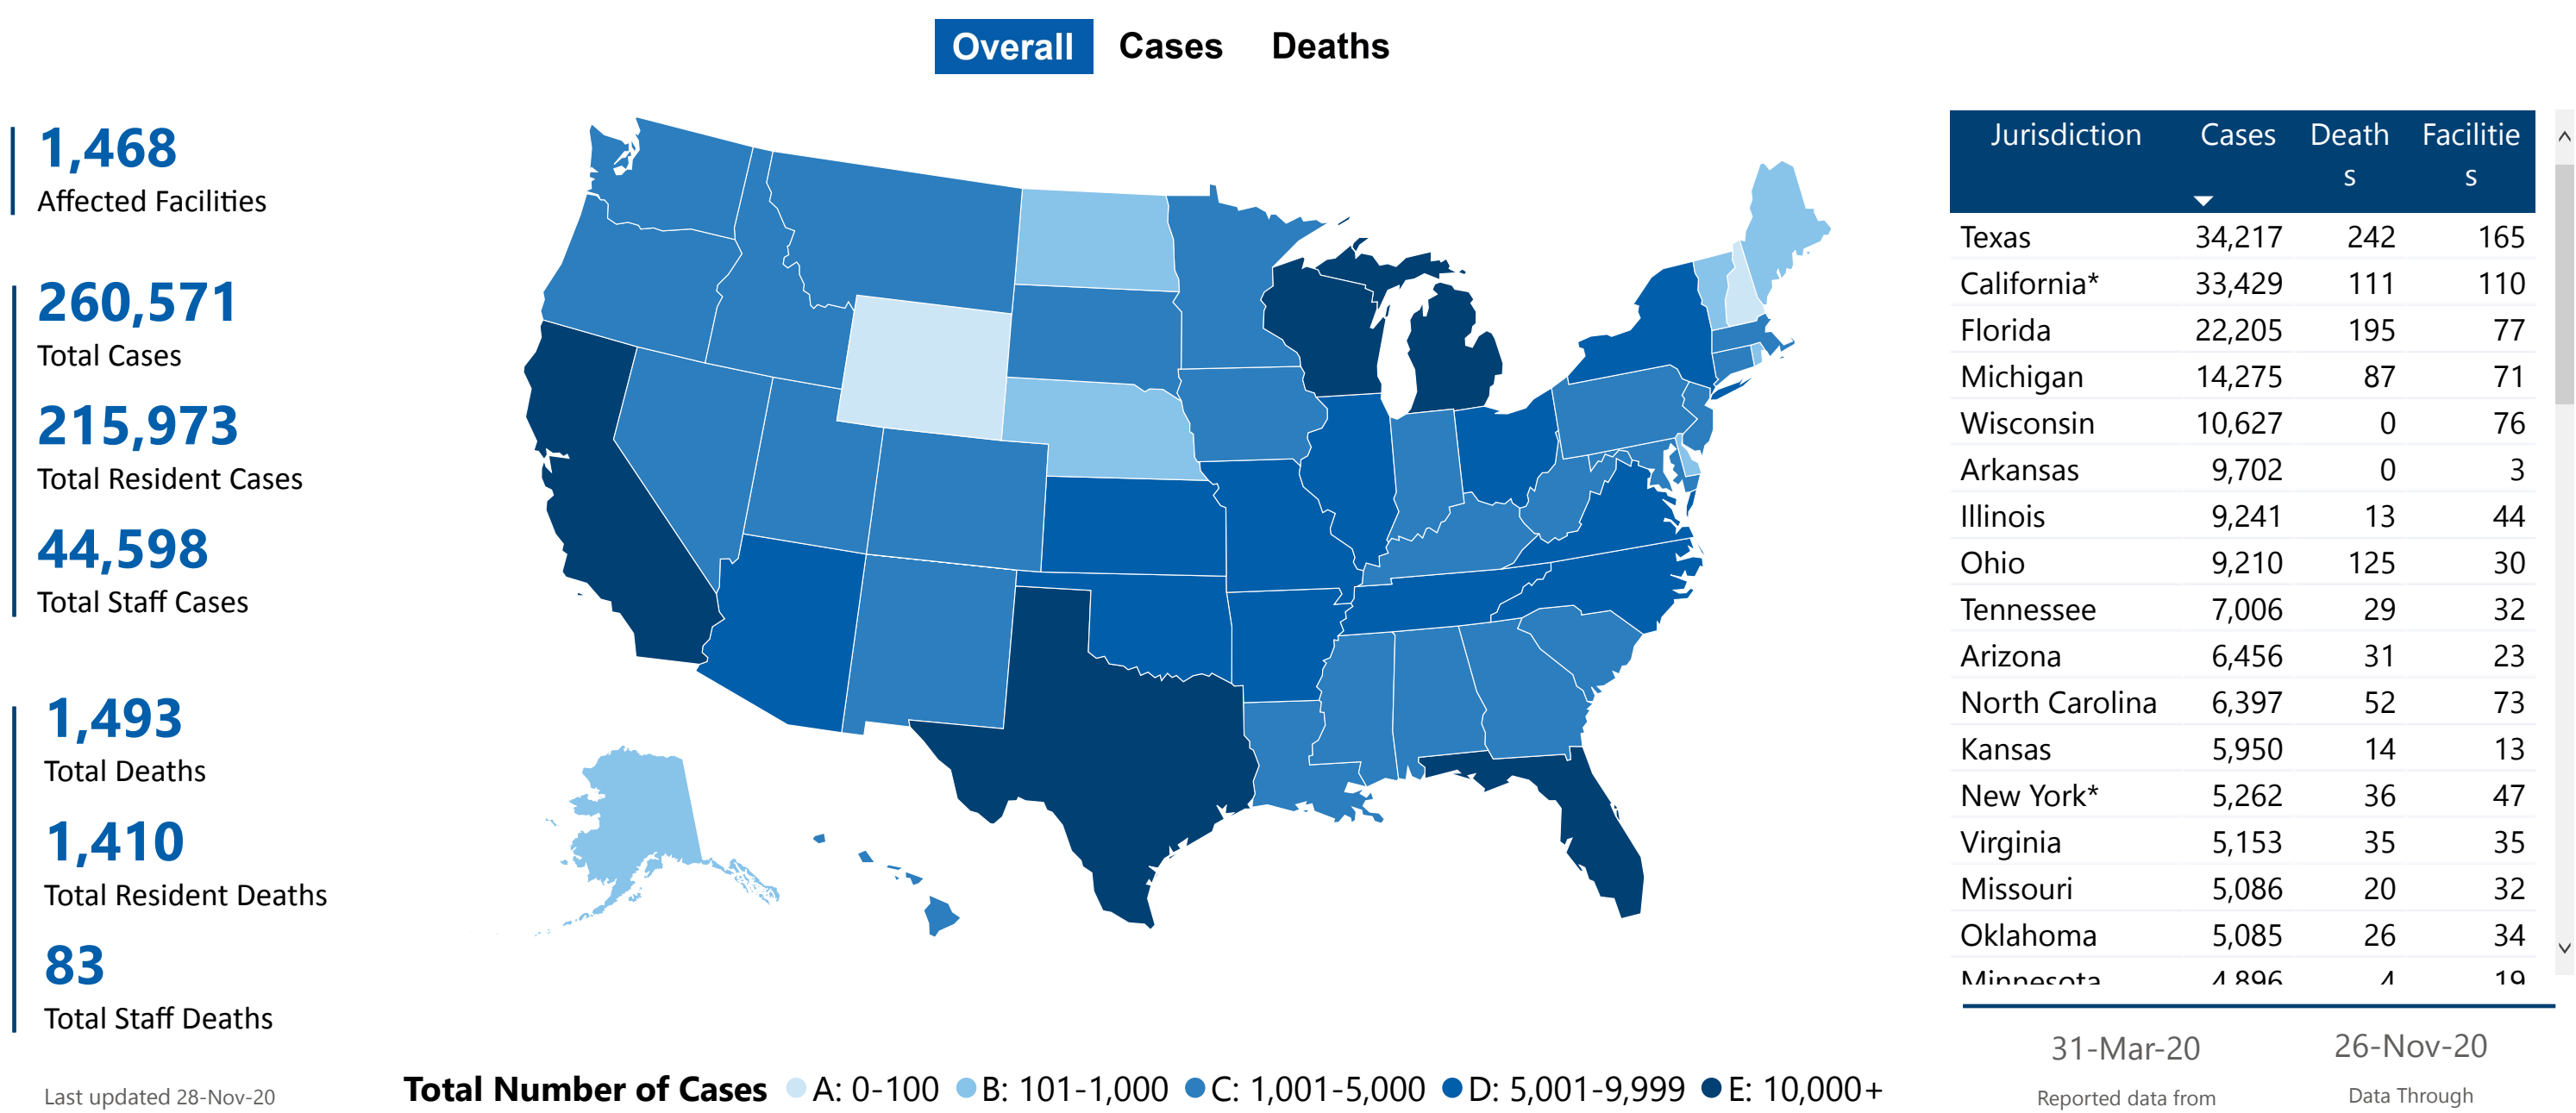 Overall Cases Deaths
1,468
Affected Facilities
260,571
Total Cases
215,973
Total Resident Cases
44,598
Total Staff Cases
1,493
Total Deaths
1,410
Total Resident Deaths
83
Total Staff Deaths
Last updated 28-Nov-20
Total Number of Cases A: 0-100 B: 101-1,000 C: 1,001-5,000 D: 5,001-9,999 E: 10,000+
Jurisdiction Cases Death Facilitie
s s
Texas 34,217 242 165
California* 33,429 111 110
Florida 22,205 195 77
Michigan 14,275 87 71
Wisconsin 10,627 0 76
Arkansas 9,702 0 3
Illinois 9,241 13 44
Ohio 9,210 125 30
Tennessee 7,006 29 32
Arizona 6,456 31 23
North Carolina 6,397 52 73
Kansas 5,950 14 13
New York* 5,262 36 47
Virginia 5,153 35 35
Missouri 5,086 20 32
Oklahoma 5,085 26 34
Minnesota 4,896 4 19
31-Mar-20 26-Nov-20
Reported data from Data Through